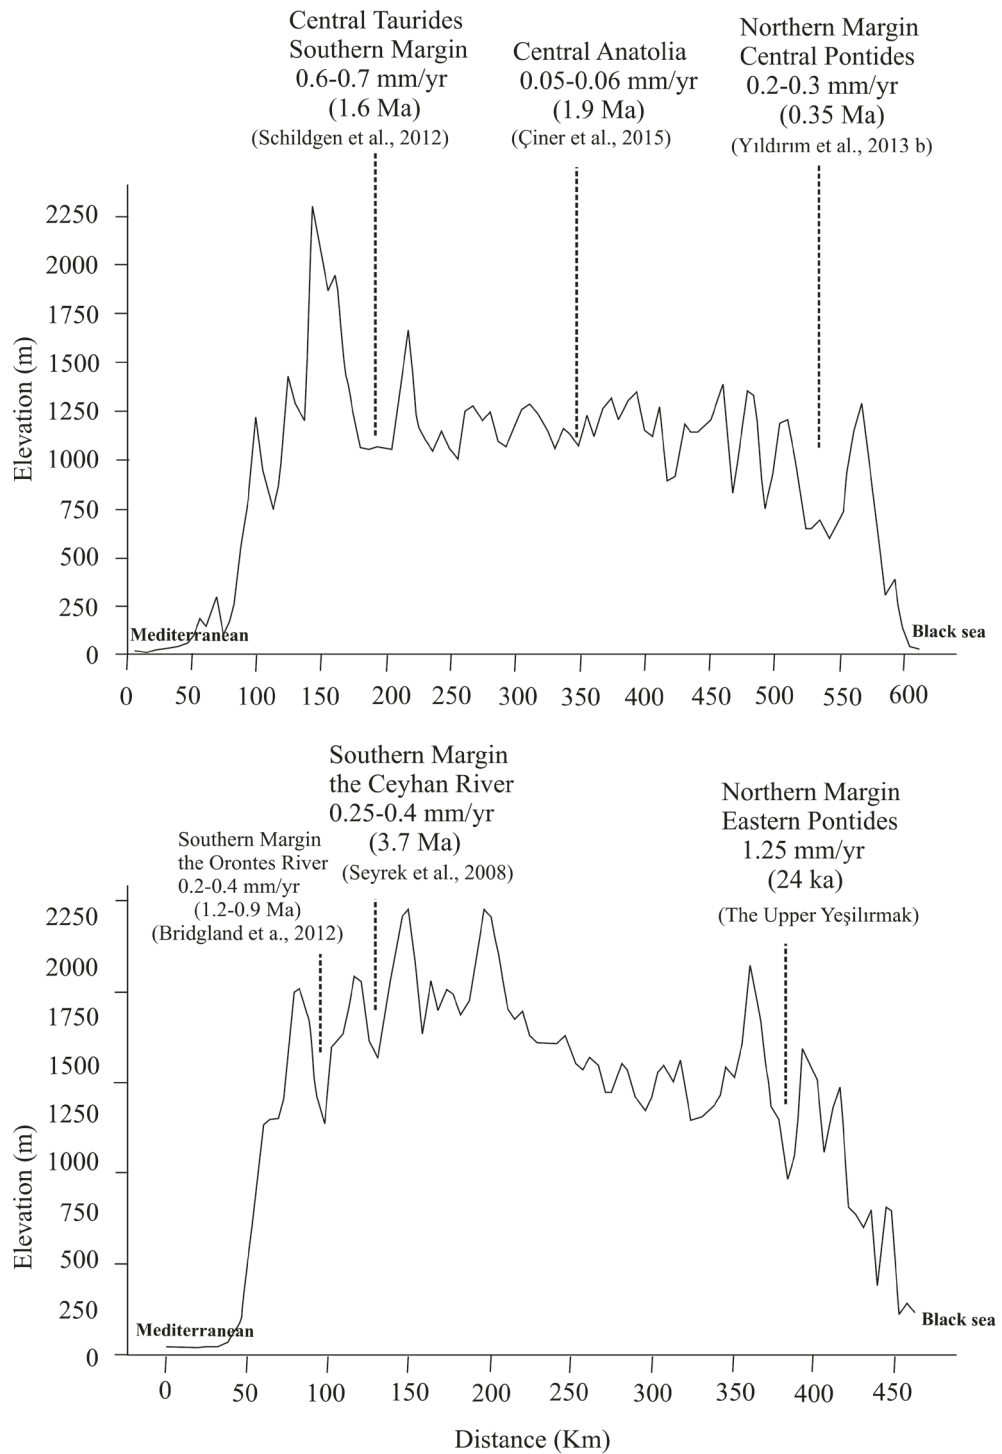 Central Taurides
Southern Margin
0.6-0.7 mm/yr
(1.6 Ma)
(Schildgen et al., 2012)
Central Anatolia
0.05-0.06 mm/yr
(1.9 Ma)
(Çiner et al., 2015)
Northern Margin
Central Pontides
0.2-0.3 mm/yr
(0.35 Ma)
(Yıldırım et al., 2013 b)
Elevation (m)
2250
2000
1750
1500
1250
1000
750
500
250
0
Mediterranean
Black sea
0 50 100 150 200 250 300 350 400 450 500 550 600
Southern Margin
the Orontes River
0.2-0.4 mm/yr
(1.2-0.9 Ma)
(Bridgland et a., 2012)
Southern Margin
the Ceyhan River
0.25-0.4 mm/yr
(3.7 Ma)
(Seyrek et al., 2008)
Northern Margin
Eastern Pontides
1.25 mm/yr
(24 ka)
(The Upper Yeşilırmak)
Elevation (m)
2250
2000
1750
1500
1250
1000
750
500
250
0
Mediterranean
Black sea
0 50 100 150 200 250 300 350 400 450
Distance (Km)